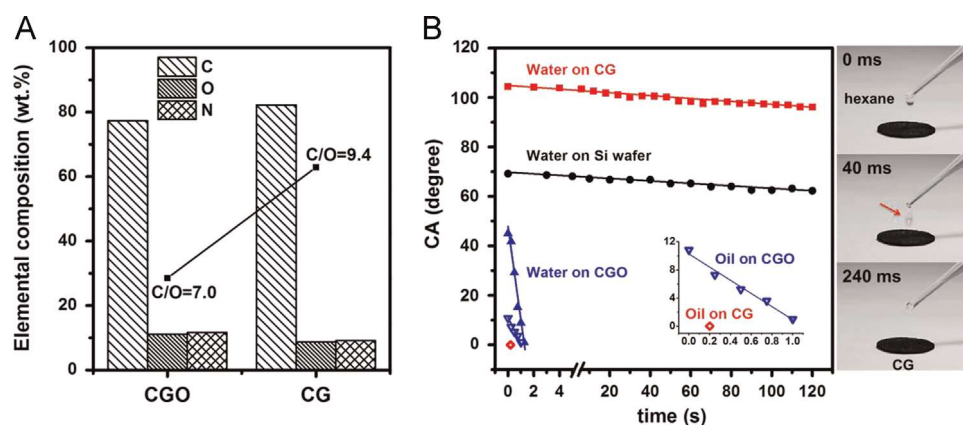 A
Elemental composition (wt.%)
100
80
60
40
20
0
C
O
N
C/O=9.4
C/O=7.0
CGO
CG
B
CA (degree)
120
100
80
60
40
20
0
Water on CG
Water on Si wafer
Water on CGO
Oil on CGO
Oil on CG
12
8
4
0
0.0 0.2 0.4 0.6 0.8 1.0
0 2 4 20 40 60 80 100 120
time (s)
0 ms
hexane
40 ms
240 ms
CG